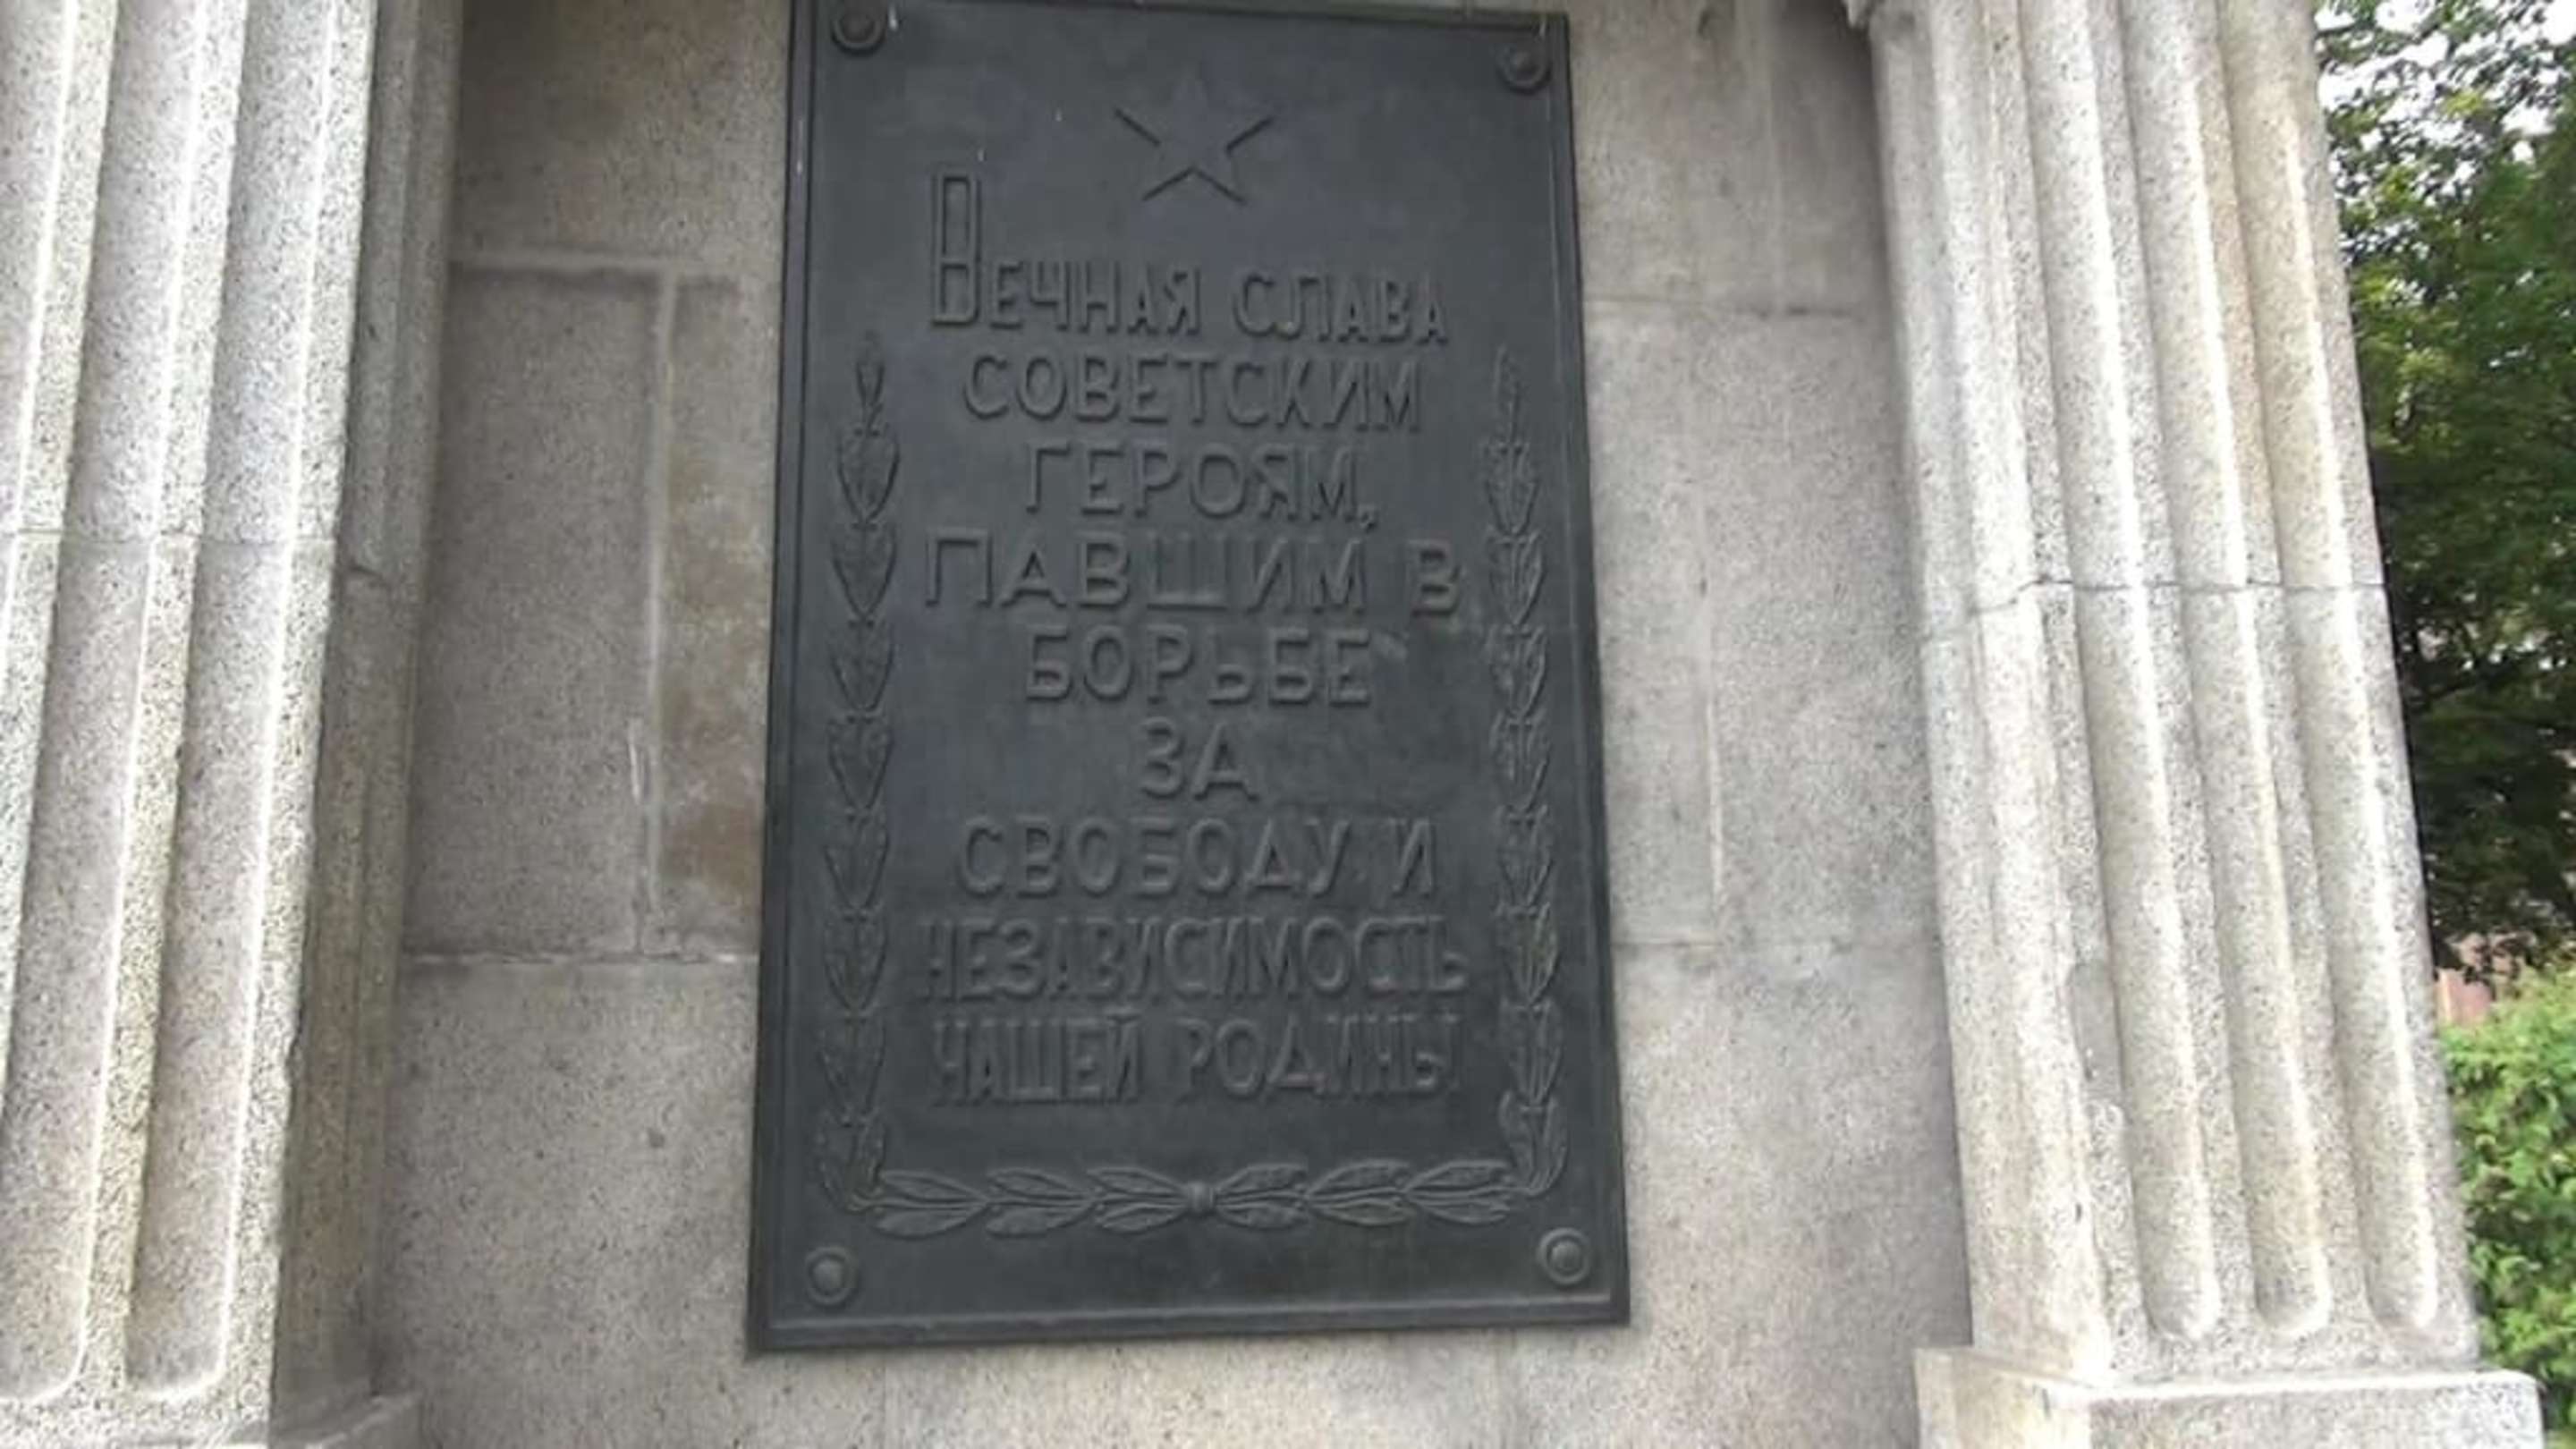 Вечная слава
советским
героям,
павшим в
борьбе
за
свободу и
независимость
нашей Родины